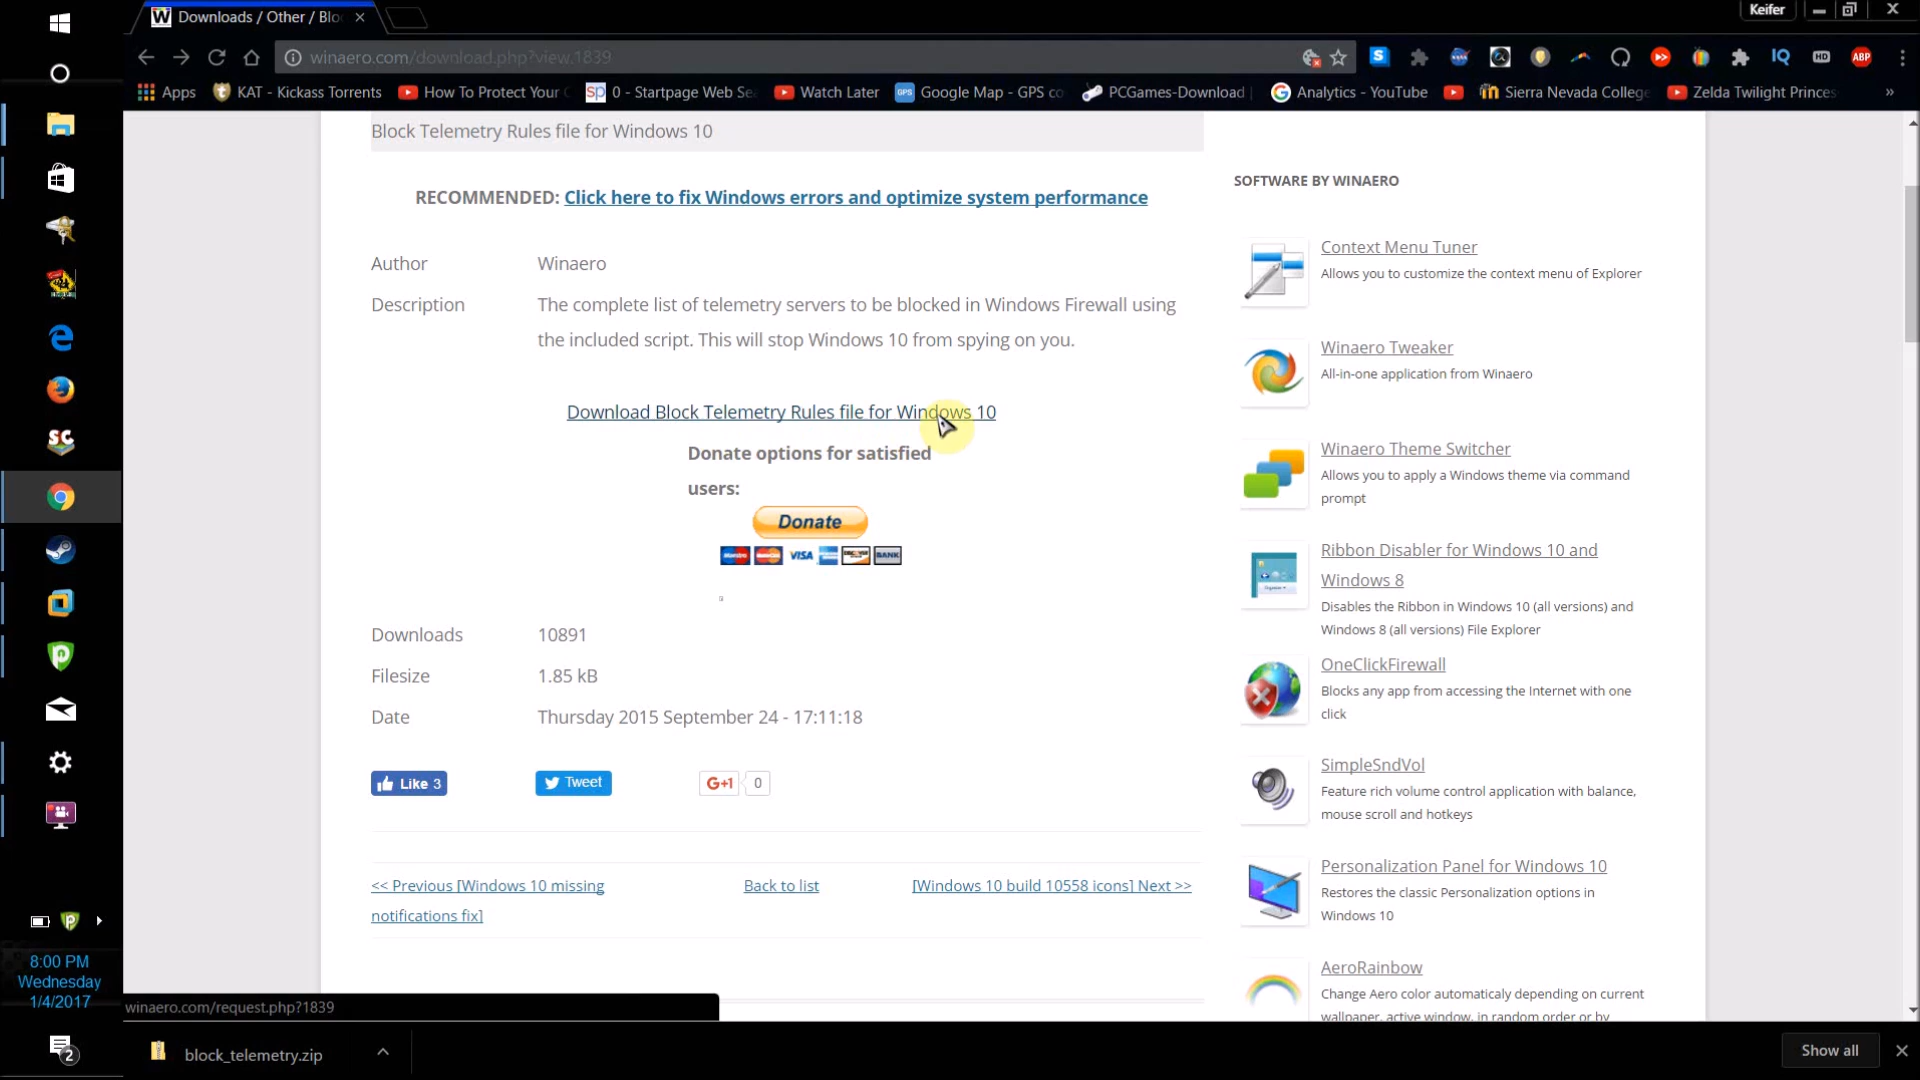 Downloads / Other / Blo
Keifer
winaero.com/download.php?view.1839
Apps
KAT - Kickass Torrents
How To Protect Your
0 - Startpage Web Se
Watch Later
Google Map - GPS co
PCGames-Download
Analytics - YouTube
Sierra Nevada College
Zelda Twilight Princes
»
Block Telemetry Rules file for Windows 10
RECOMMENDED: Click here to fix Windows errors and optimize system performance
Author Winaero
Description The complete list of telemetry servers to be blocked in Windows Firewall using
the included script. This will stop Windows 10 from spying on you.
Download Block Telemetry Rules file for Windows 10
Donate options for satisfied
users:
Donate
VISA
BANK
Downloads 10891
Filesize 1.85 kB
Date Thursday 2015 September 24 - 17:11:18
Like 3
Tweet
G+1 0
<< Previous [Windows 10 missing
notifications fix]
Back to list
[Windows 10 build 10558 icons] Next >>
SOFTWARE BY WINAERO
Context Menu Tuner
Allows you to customize the context menu of Explorer
Winaero Tweaker
All-in-one application from Winaero
Winaero Theme Switcher
Allows you to apply a Windows theme via command
prompt
Ribbon Disabler for Windows 10 and
Windows 8
Disables the Ribbon in Windows 10 (all versions) and
Windows 8 (all versions) File Explorer
OneClickFirewall
Blocks any app from accessing the Internet with one
click
SimpleSndVol
Feature rich volume control application with balance,
mouse scroll and hotkeys
Personalization Panel for Windows 10
Restores the classic Personalization options in
Windows 10
AeroRainbow
Change Aero color automaticaly depending on current
wallpaper, active window, in random order or by
8:00 PM
Wednesday
1/4/2017
2
winaero.com/request.php?1839
block_telemetry.zip
Show all